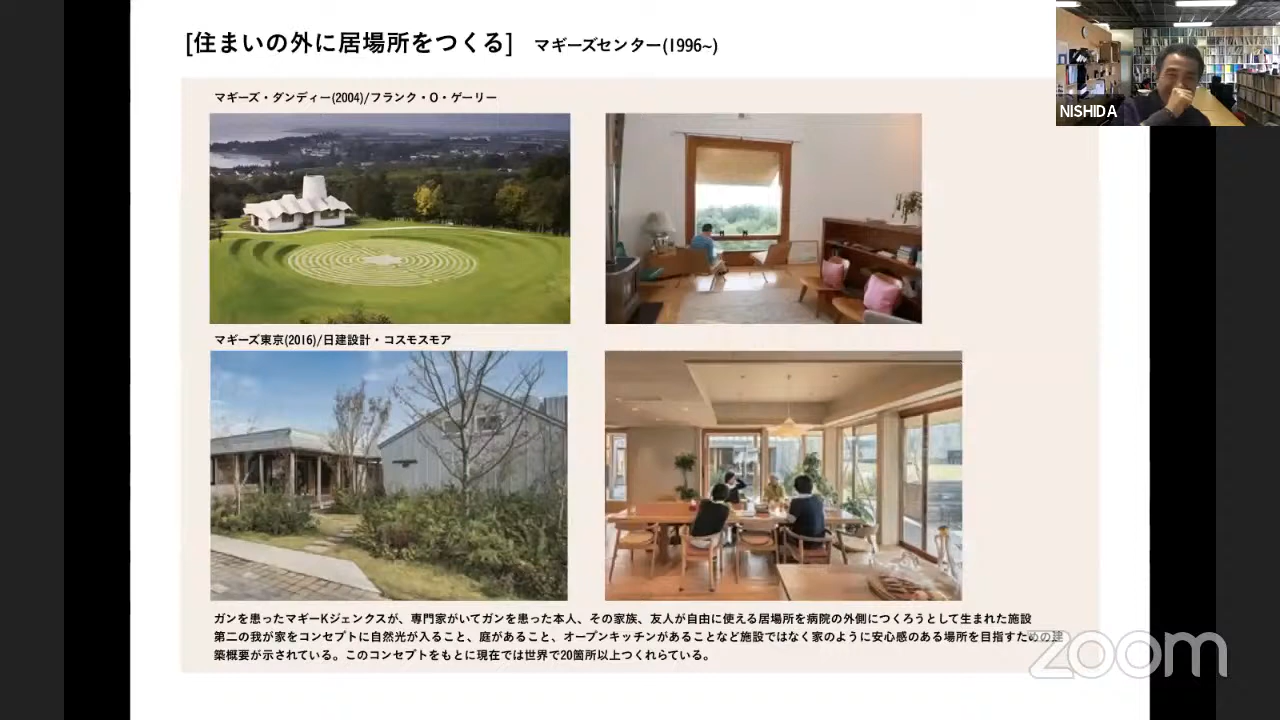 [住まいの外に居場所をつくる] マギーズセンター(1996~)
NISHIDA
マギーズ・ダンディー(2004)/フランク・O・ゲーリー
マギーズ東京(2016)/日建設計・コスモスモア
ガンを患ったマギーKジェンクスが、専門家がいてガンを患った本人、その家族、友人が自由に使える居場所を病院の外側につくろうとして生まれた施設
第二の我が家をコンセプトに自然光が入ること、庭があること、オープンキッチンがあることなど施設ではなく家のように安心感のある場所を目指すための建
築概要が示されている。このコンセプトをもとに現在では世界で20箇所以上つくれらている。
zoom